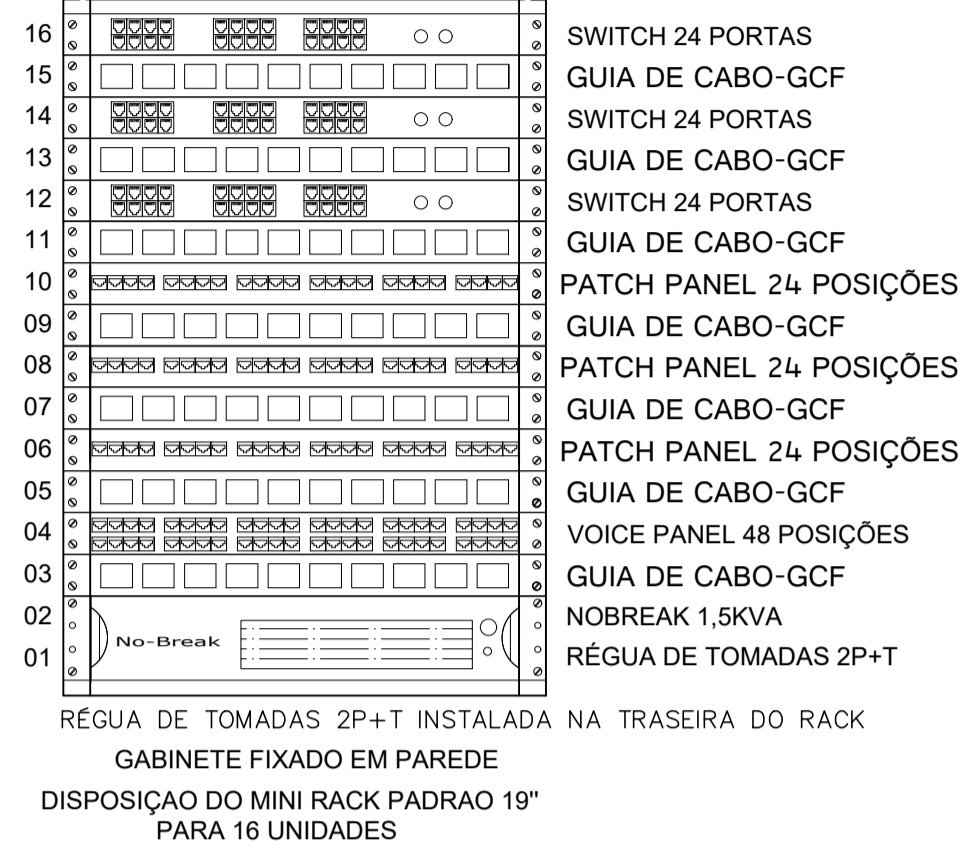 16 SWITCH 24 PORTAS
15 GUIA DE CABO-GCF
14 SWITCH 24 PORTAS
13 GUIA DE CABO-GCF
12 SWITCH 24 PORTAS
11 GUIA DE CABO-GCF
10 PATCH PANEL 24 POSIÇÕES
09 GUIA DE CABO-GCF
08 PATCH PANEL 24 POSIÇÕES
07 GUIA DE CABO-GCF
06 PATCH PANEL 24 POSIÇÕES
05 GUIA DE CABO-GCF
04 VOICE PANEL 48 POSIÇÕES
03 GUIA DE CABO-GCF
02 NOBREAK 1,5KVA
No-Break
01 RÉGUA DE TOMADAS 2P+T
RÉGUA DE TOMADAS 2P+T INSTALADA NA TRASEIRA DO RACK
GABINETE FIXADO EM PAREDE
DISPOSIÇAO DO MINI RACK PADRAO 19"
PARA 16 UNIDADES